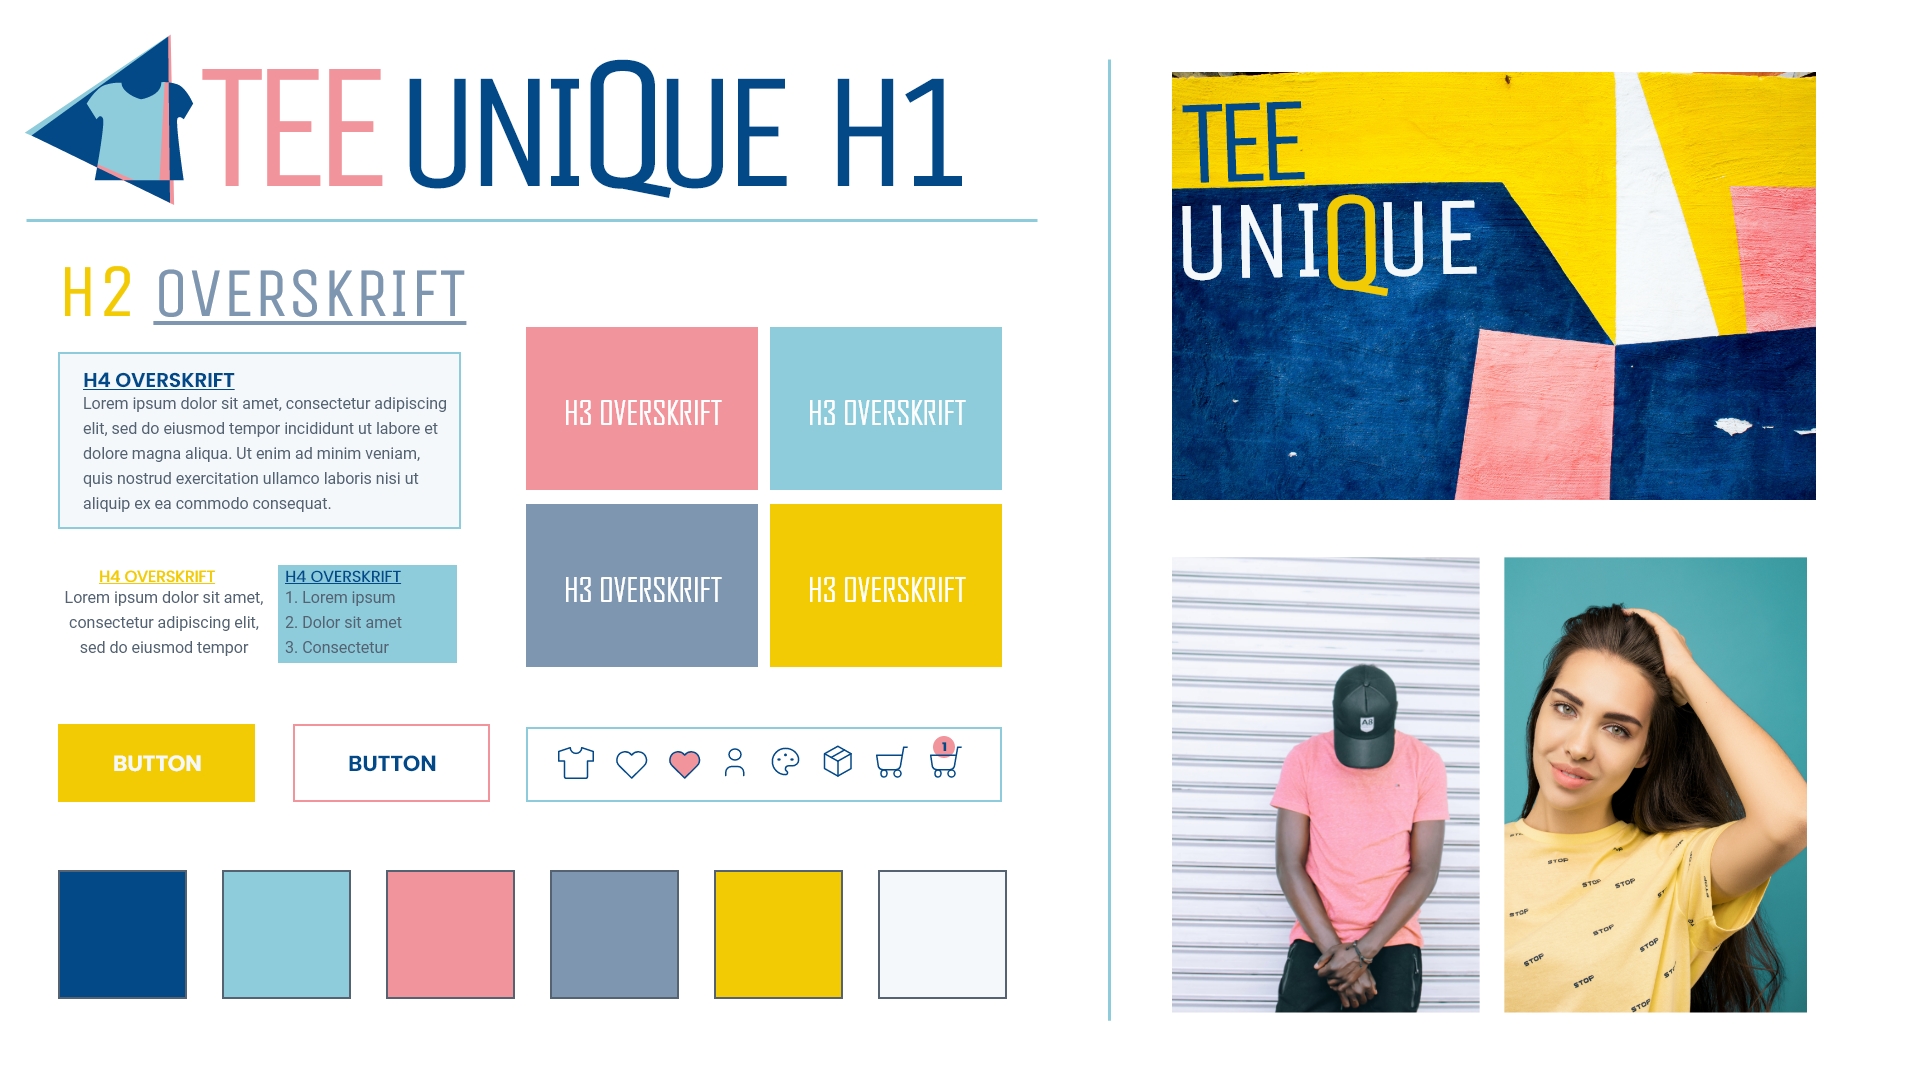 TEE UNIQUE H1
H2 OVERSKRIFT
H4 OVERSKRIFT
Lorem ipsum dolor sit amet, consectetur adipiscing
elit, sed do eiusmod tempor incididunt ut labore et
dolore magna aliqua. Ut enim ad minim veniam,
quis nostrud exercitation ullamco laboris nisi ut
aliquip ex ea commodo consequat.
H4 OVERSKRIFT
Lorem ipsum dolor sit amet,
consectetur adipiscing elit,
sed do eiusmod tempor
H4 OVERSKRIFT
1. Lorem ipsum
2. Dolor sit amet
3. Consectetur
H3 OVERSKRIFT
H3 OVERSKRIFT
H3 OVERSKRIFT
H3 OVERSKRIFT
BUTTON
BUTTON
1
TEE
UNIQUE
STOP
STOP
STOP
STOP
STOP
STOP
STOP
STOP
STOP